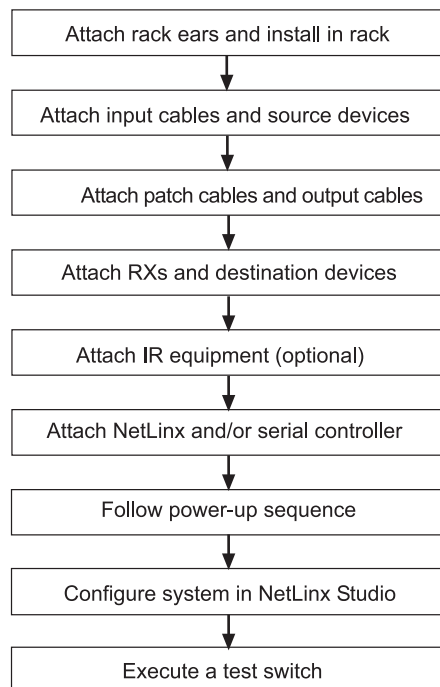 Attach rack ears and install in rack
Attach input cables and source devices
Attach patch cables and output cables
Attach RXs and destination devices
Attach IR equipment (optional)
Attach NetLinx and/or serial controller
Follow power-up sequence
Configure system in NetLinx Studio
Execute a test switch